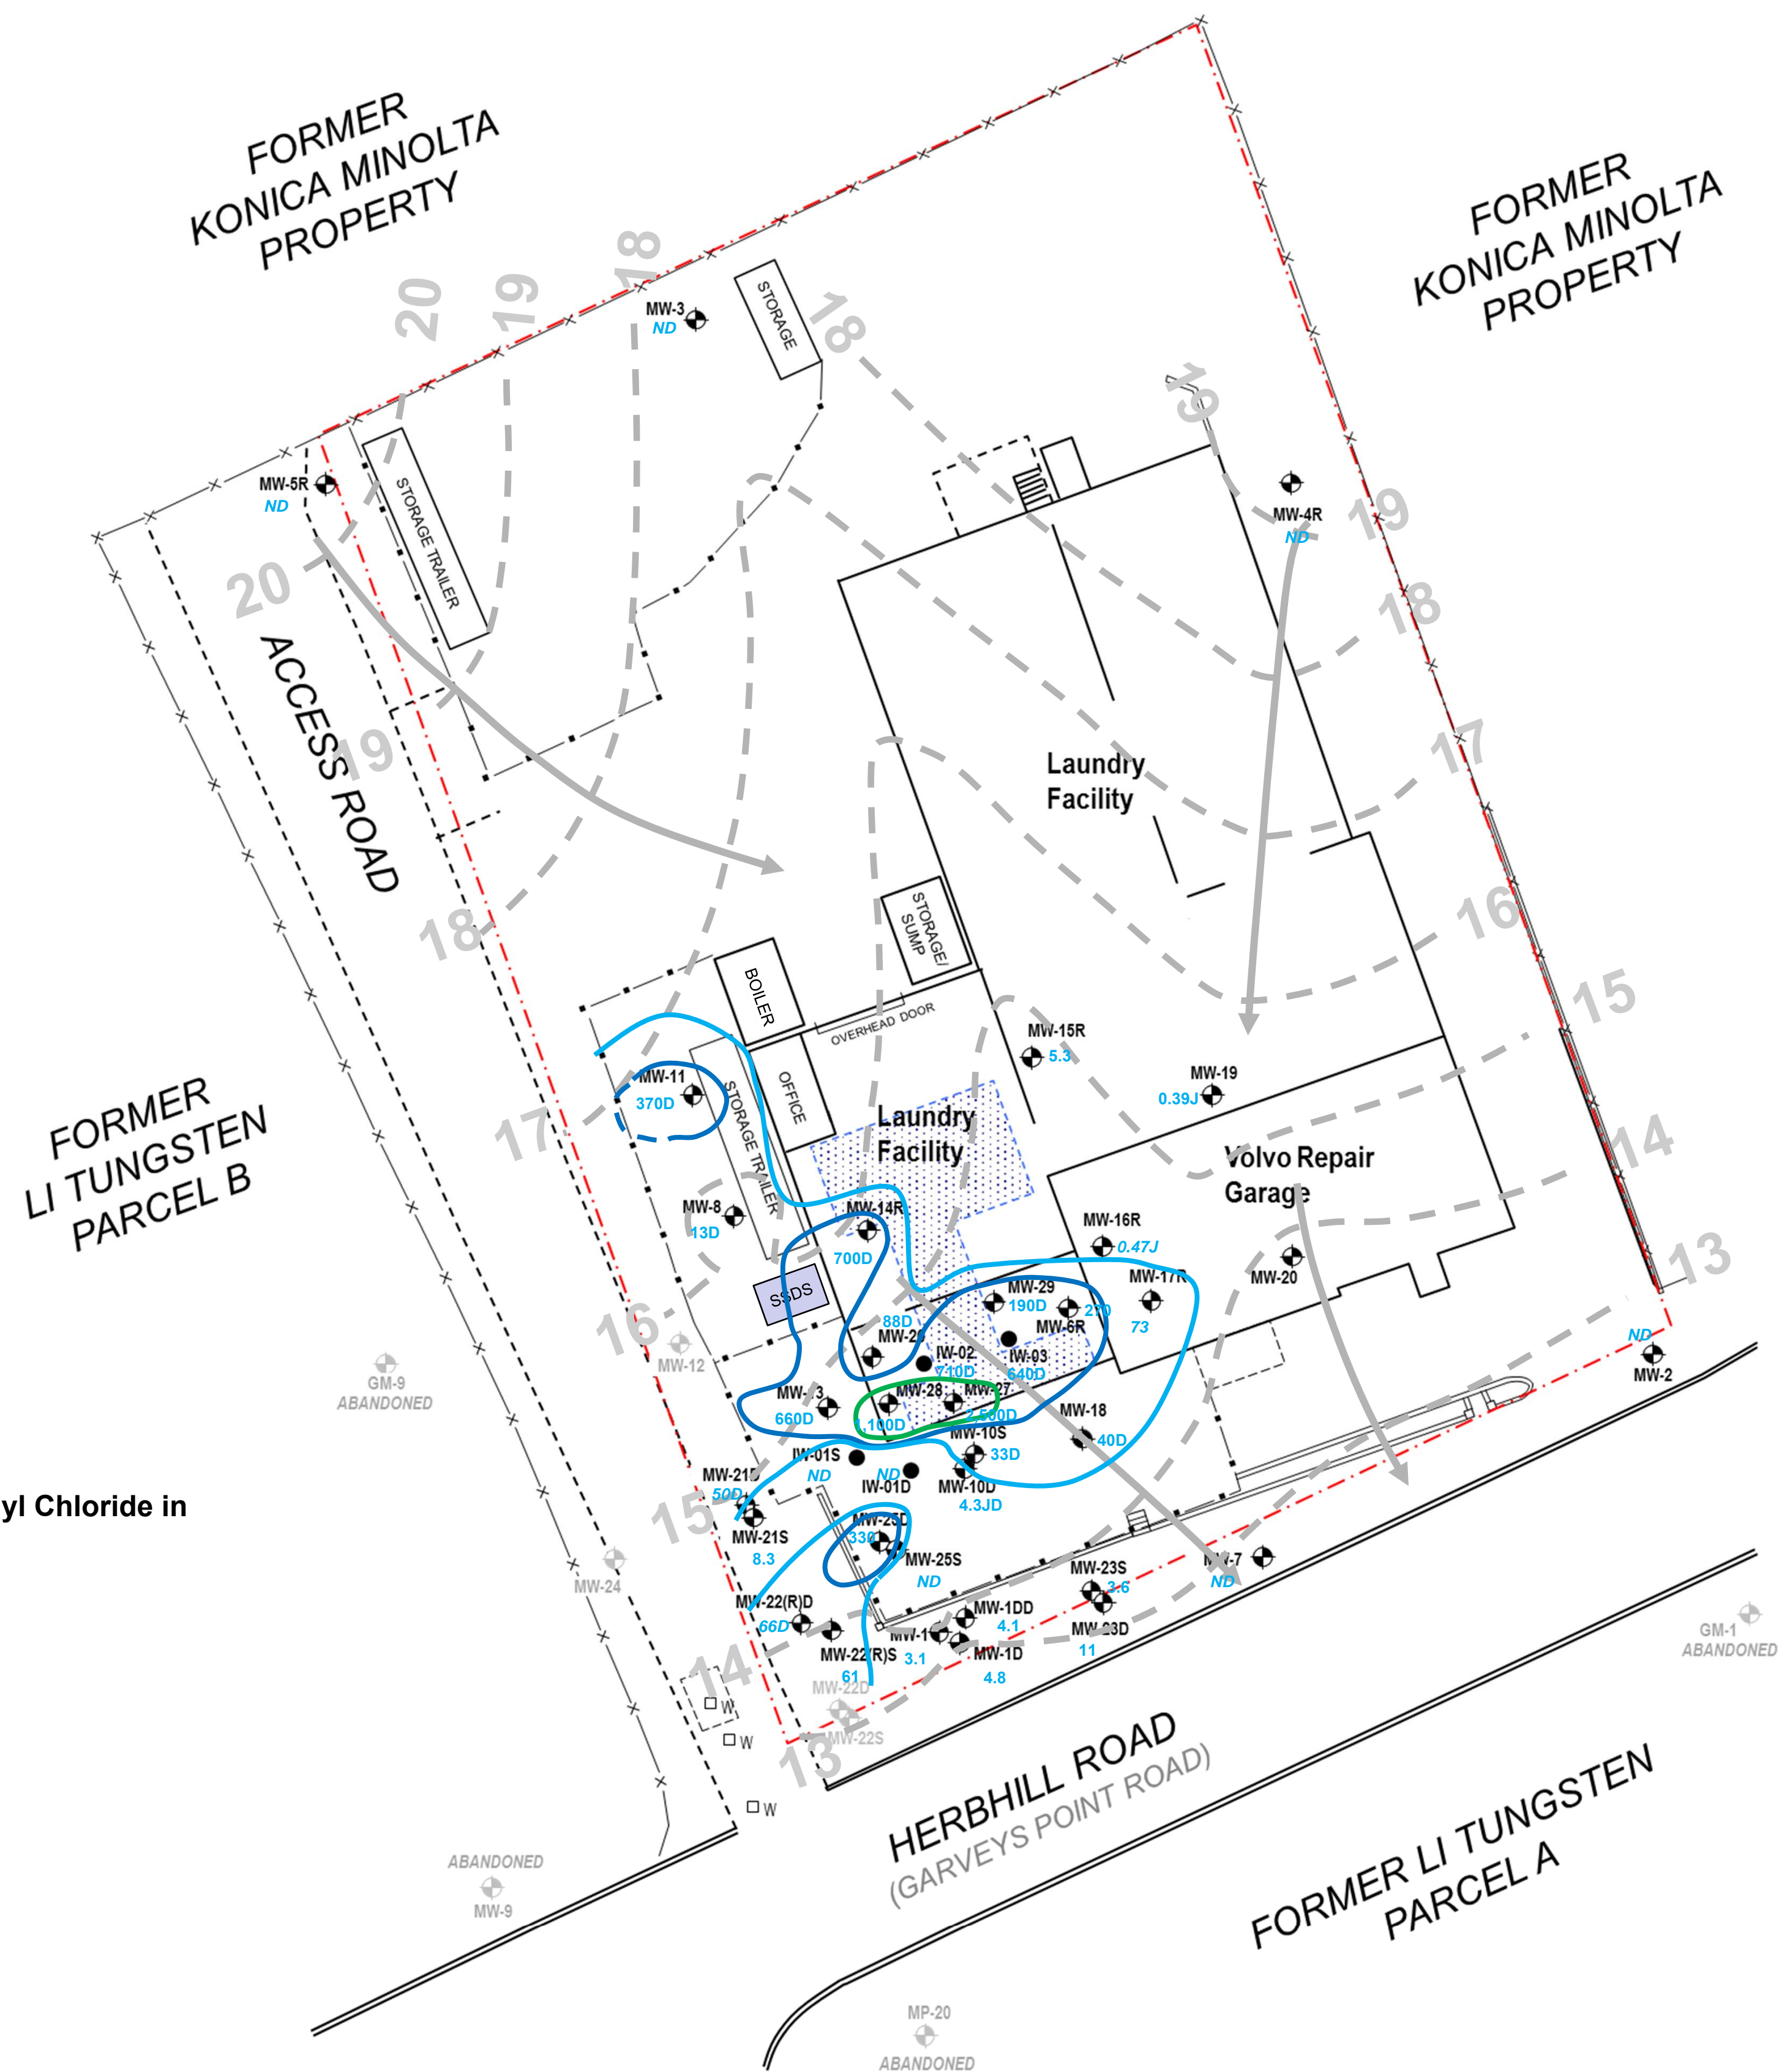 FORMER
KONICA MINOLTA
PROPERTY
FORMER
KONICA MINOLTA
PROPERTY
20
19
18
18
19
MW-3
ND
STORAGE
MW-5R
ND
STORAGE TRAILER
MW-4R
ND
19
20
18
ACCESS ROAD
19
17
Laundry
Facility
18
16
STORAGE/
SUMP
BOILER
15
OVERHEAD DOOR
MW-15R
5.3
MW-11
370D
OFFICE
STORAGE TRAILER
MW-19
0.39J
17
Laundry
Facility
14
Volvo Repair
Garage
FORMER
LI TUNGSTEN
PARCEL B
MW-8
13D
MW-14R
700D
MW-16R
0.47J
13
MW-20
SSDS
MW-29
190D
MW-17R
73
270
MW-6R
88D
16
MW-12
IW-02
710D
IW-03
640D
ND
MW-2
GM-9
ABANDONED
MW-13
660D
MW-28
1,100D
MW-27
2,500D
MW-18
40D
MW-10S
33D
IW-01S
ND
ND
IW-01D
MW-10D
4.3JD
MW-21D
50D
yl Chloride in
15
MW-21S
8.3
MW-25D
330
MW-25S
ND
MW-24
MW-7
ND
MW-23S
3.6
MW-22(R)D
66D
MW-1DD
4.1
MW-23D
11
MW-22(R)S
61
MW-1
3.1
MW-1D
4.8
GM-1
ABANDONED
14
MW-22D
MW-22S
W
W
13
W
HERBHILL ROAD
(GARVEYS POINT ROAD)
FORMER LI TUNGSTEN
PARCEL A
ABANDONED
MW-9
MP-20
ABANDONED